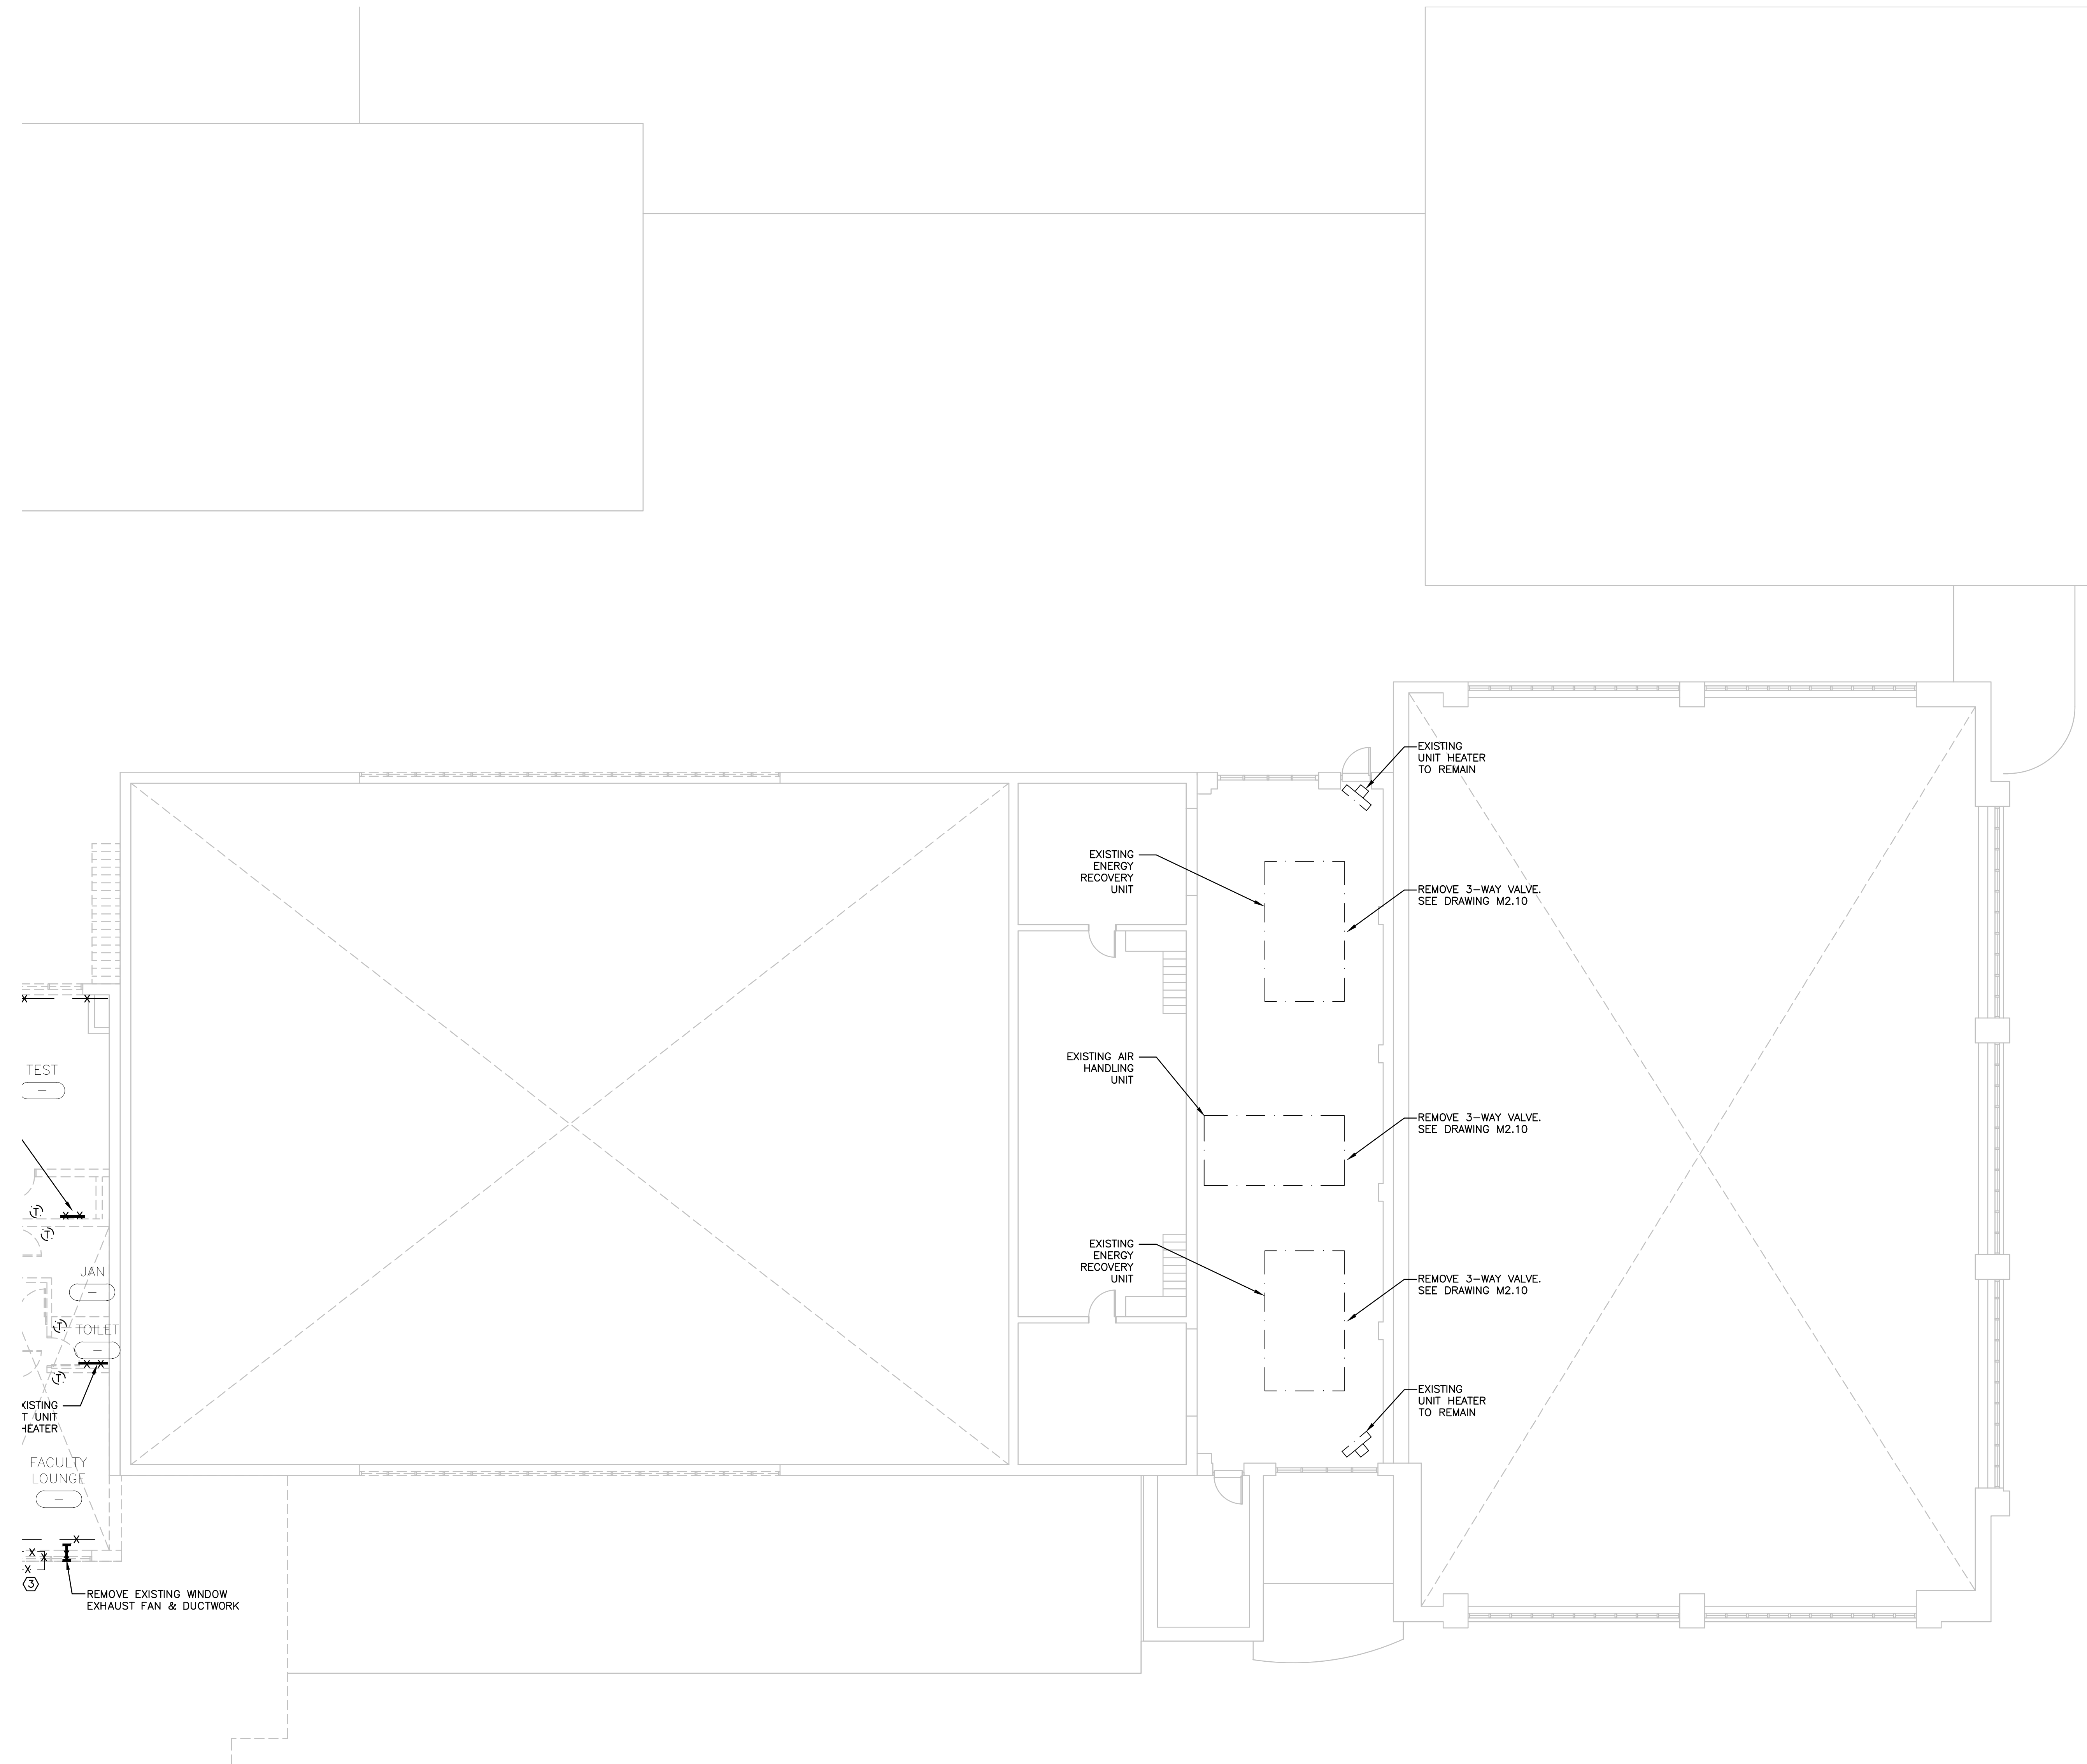 EXISTING
UNIT HEATER
TO REMAIN
EXISTING
ENERGY
RECOVERY
UNIT
REMOVE 3-WAY VALVE.
SEE DRAWING M2.10
EXISTING AIR
HANDLING
UNIT
REMOVE 3-WAY VALVE.
SEE DRAWING M2.10
EXISTING
ENERGY
RECOVERY
UNIT
REMOVE 3-WAY VALVE.
SEE DRAWING M2.10
EXISTING
UNIT HEATER
TO REMAIN
X
X
TEST
-
X X
T
T
JAN
-
T
TOILET
-
X X
T
XISTING
T UNIT
HEATER
FACULTY
LOUNGE
-
X
X
X
X
X
3
REMOVE EXISTING WINDOW
EXHAUST FAN & DUCTWORK